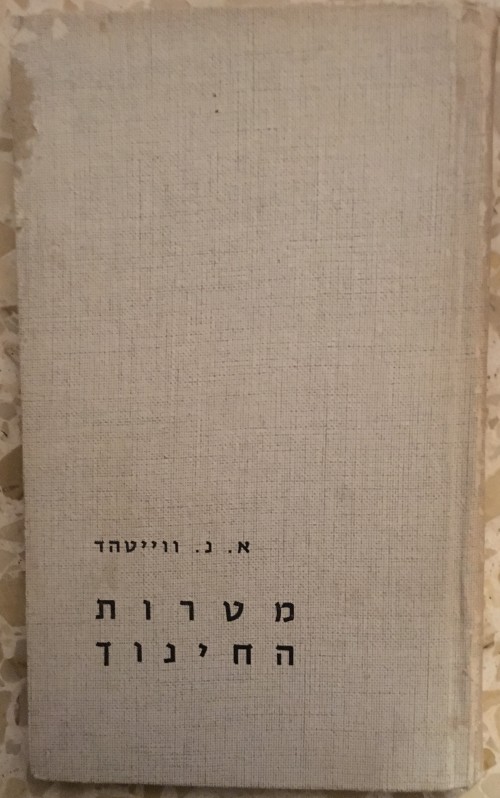 א. נ. ווייטהד
מטרות
החינוך